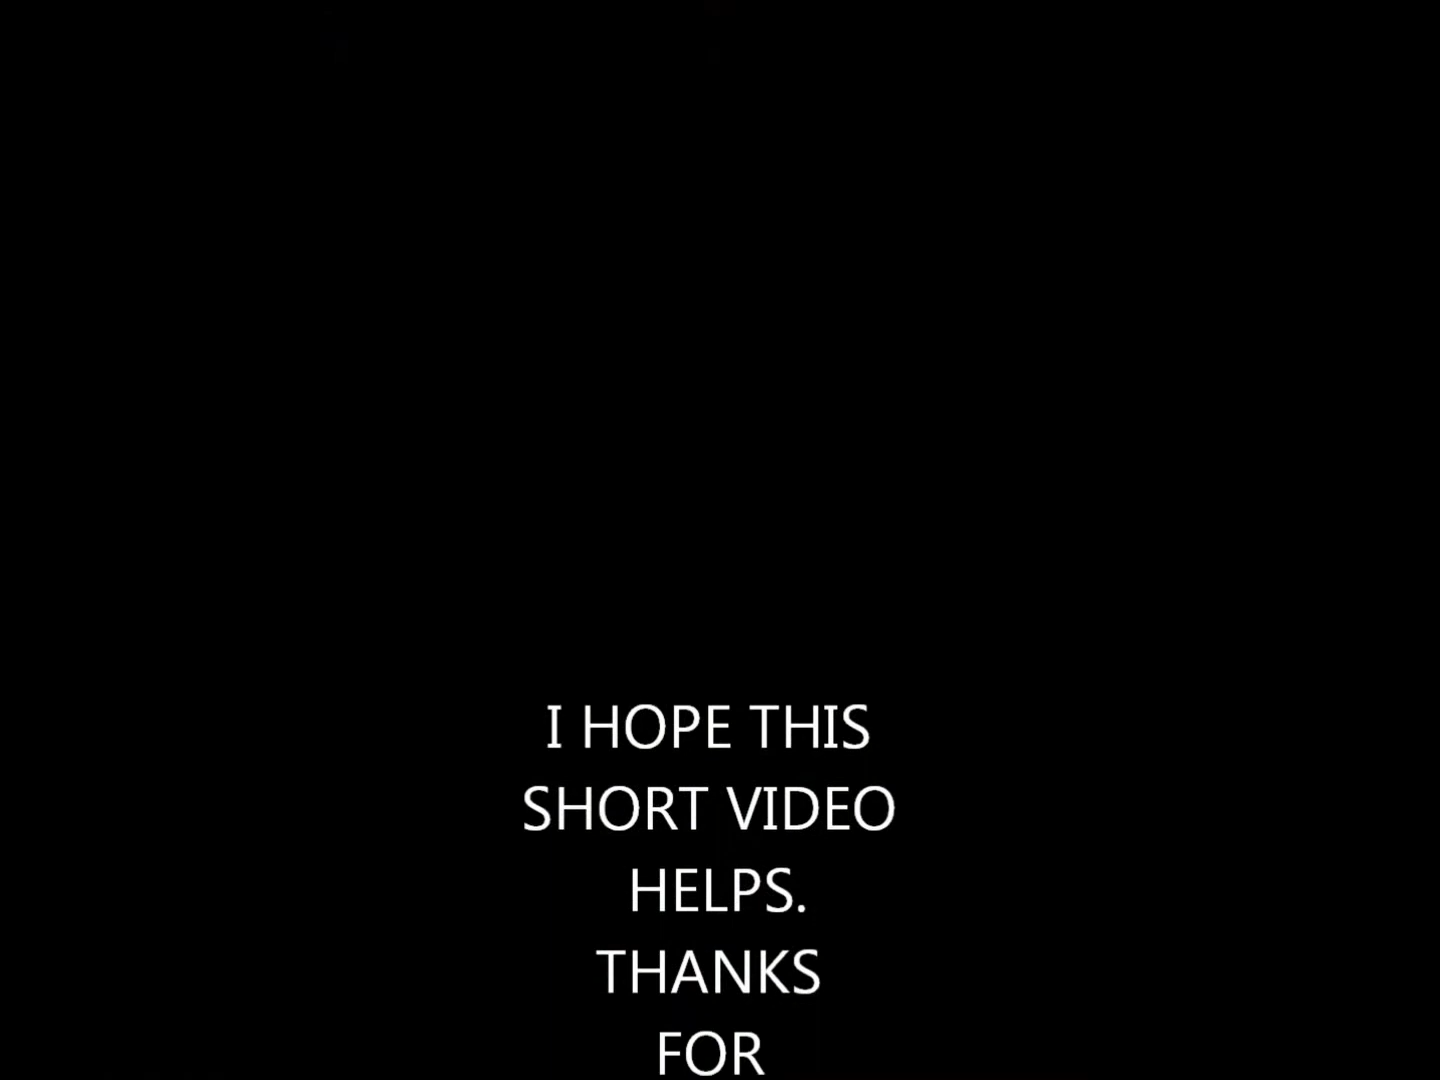 I HOPE THIS
SHORT VIDEO
HELPS.
THANKS
FOR